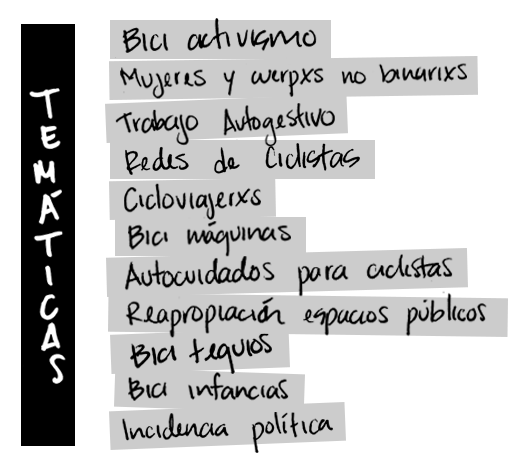 TEMÁTICAS
Bici activismo
Mujeres y cuerpxs no binarixs
Trabajo Autogestivo
Redes de Ciclistas
Cicloviajerxs
Bici máquinas
Autocuidados para ciclistas
Reapropiación espacios públicos
Bici tequios
Bici infancias
Incidencia política